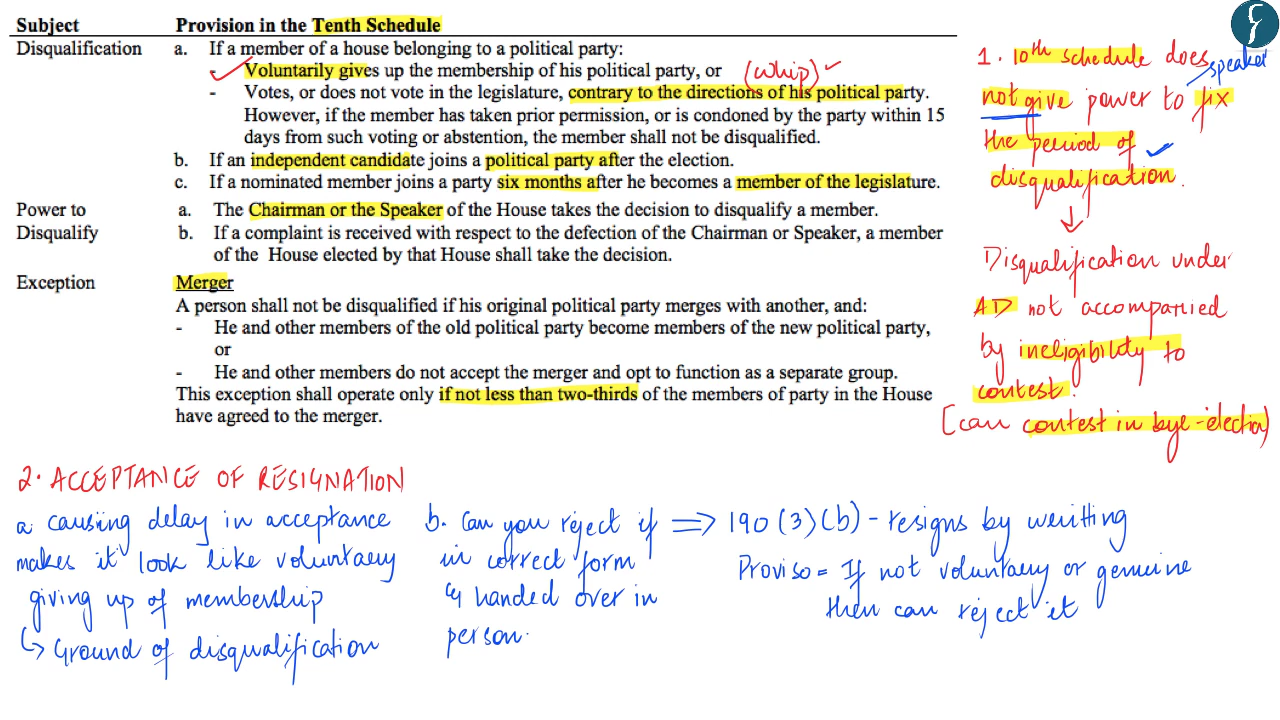 Subject Provision in the Tenth Schedule
Disqualification a. If a member of a house belonging to a political party:
- Voluntarily gives up the membership of his political party, or (whip)
- Votes, or does not vote in the legislature, contrary to the directions of his political party.
However, if the member has taken prior permission, or is condoned by the party within 15
days from such voting or abstention, the member shall not be disqualified.
b. If an independent candidate joins a political party after the election.
c. If a nominated member joins a party six months after he becomes a member of the legislature.
Power to a. The Chairman or the Speaker of the House takes the decision to disqualify a member.
Disqualify b. If a complaint is received with respect to the defection of the Chairman or Speaker, a member
of the House elected by that House shall take the decision.
Exception Merger
A person shall not be disqualified if his original political party merges with another, and:
- He and other members of the old political party become members of the new political party,
or
- He and other members do not accept the merger and opt to function as a separate group.
This exception shall operate only if not less than two-thirds of the members of party in the House
have agreed to the merger.
1. 10th schedule does
speaker
not give power to fix
the period of
disqualification.
Disqualification under
AD not accompanied
by ineligibility to
contest.
[can contest in bye-election)
2. ACCEPTANCE OF RESIGNATION
a. causing delay in acceptance
makes it look like voluntary
giving up of membership
↳ Ground of disqualification
b. Can you reject if
in correct form
↳ handed over in
person.
⇒ 190 (3)(b) - resigns by writting
Proviso = If not voluntary or genuine
then can reject it